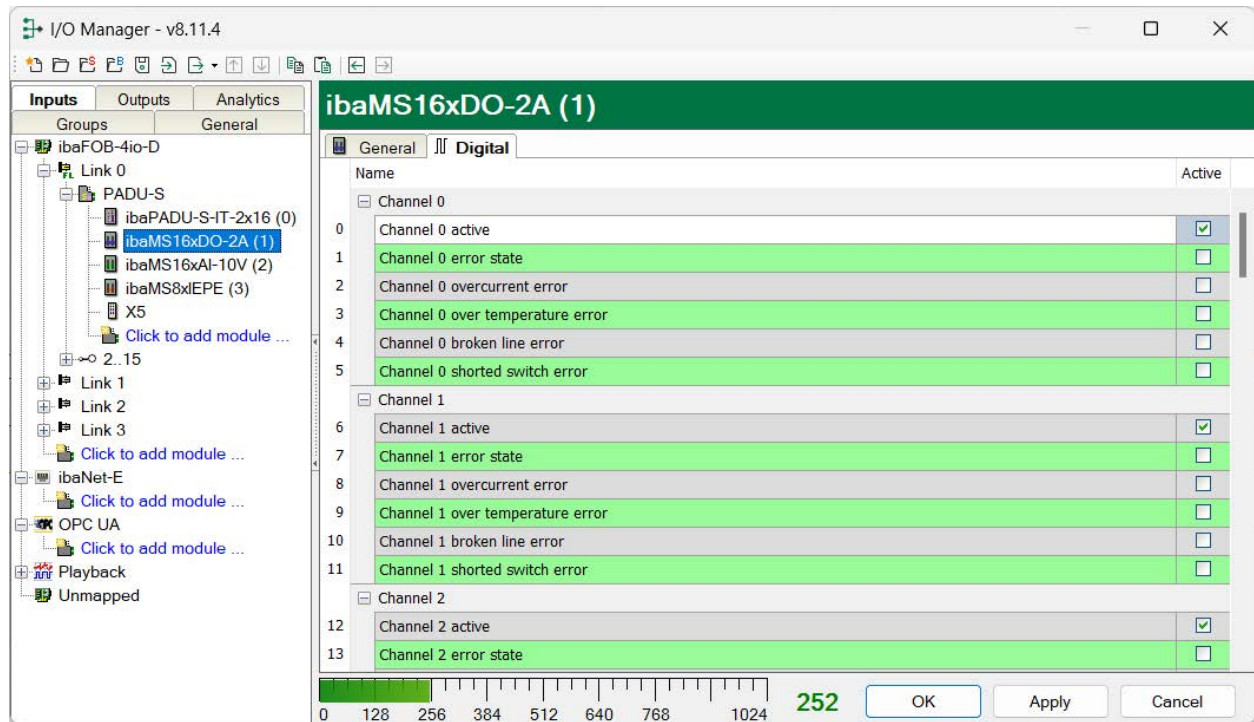 I/O Manager - v8.11.4
Inputs Outputs Analytics
Groups General
ibaFOB-4io-D
Link 0
PADU-S
ibaPADU-S-IT-2x16 (0)
ibaMS16xDO-2A (1)
ibaMS16xAI-10V (2)
ibaMS8xIEPE (3)
X5
Click to add module ...
2..15
Link 1
Link 2
Link 3
Click to add module ...
ibaNet-E
Click to add module ...
OPC UA
Click to add module ...
Playback
Unmapped
ibaMS16xDO-2A (1)
General Digital
Name Active
Channel 0
0 Channel 0 active
1 Channel 0 error state
2 Channel 0 overcurrent error
3 Channel 0 over temperature error
4 Channel 0 broken line error
5 Channel 0 shorted switch error
Channel 1
6 Channel 1 active
7 Channel 1 error state
8 Channel 1 overcurrent error
9 Channel 1 over temperature error
10 Channel 1 broken line error
11 Channel 1 shorted switch error
Channel 2
12 Channel 2 active
13 Channel 2 error state
0 128 256 384 512 640 768 1024
252 OK Apply Cancel